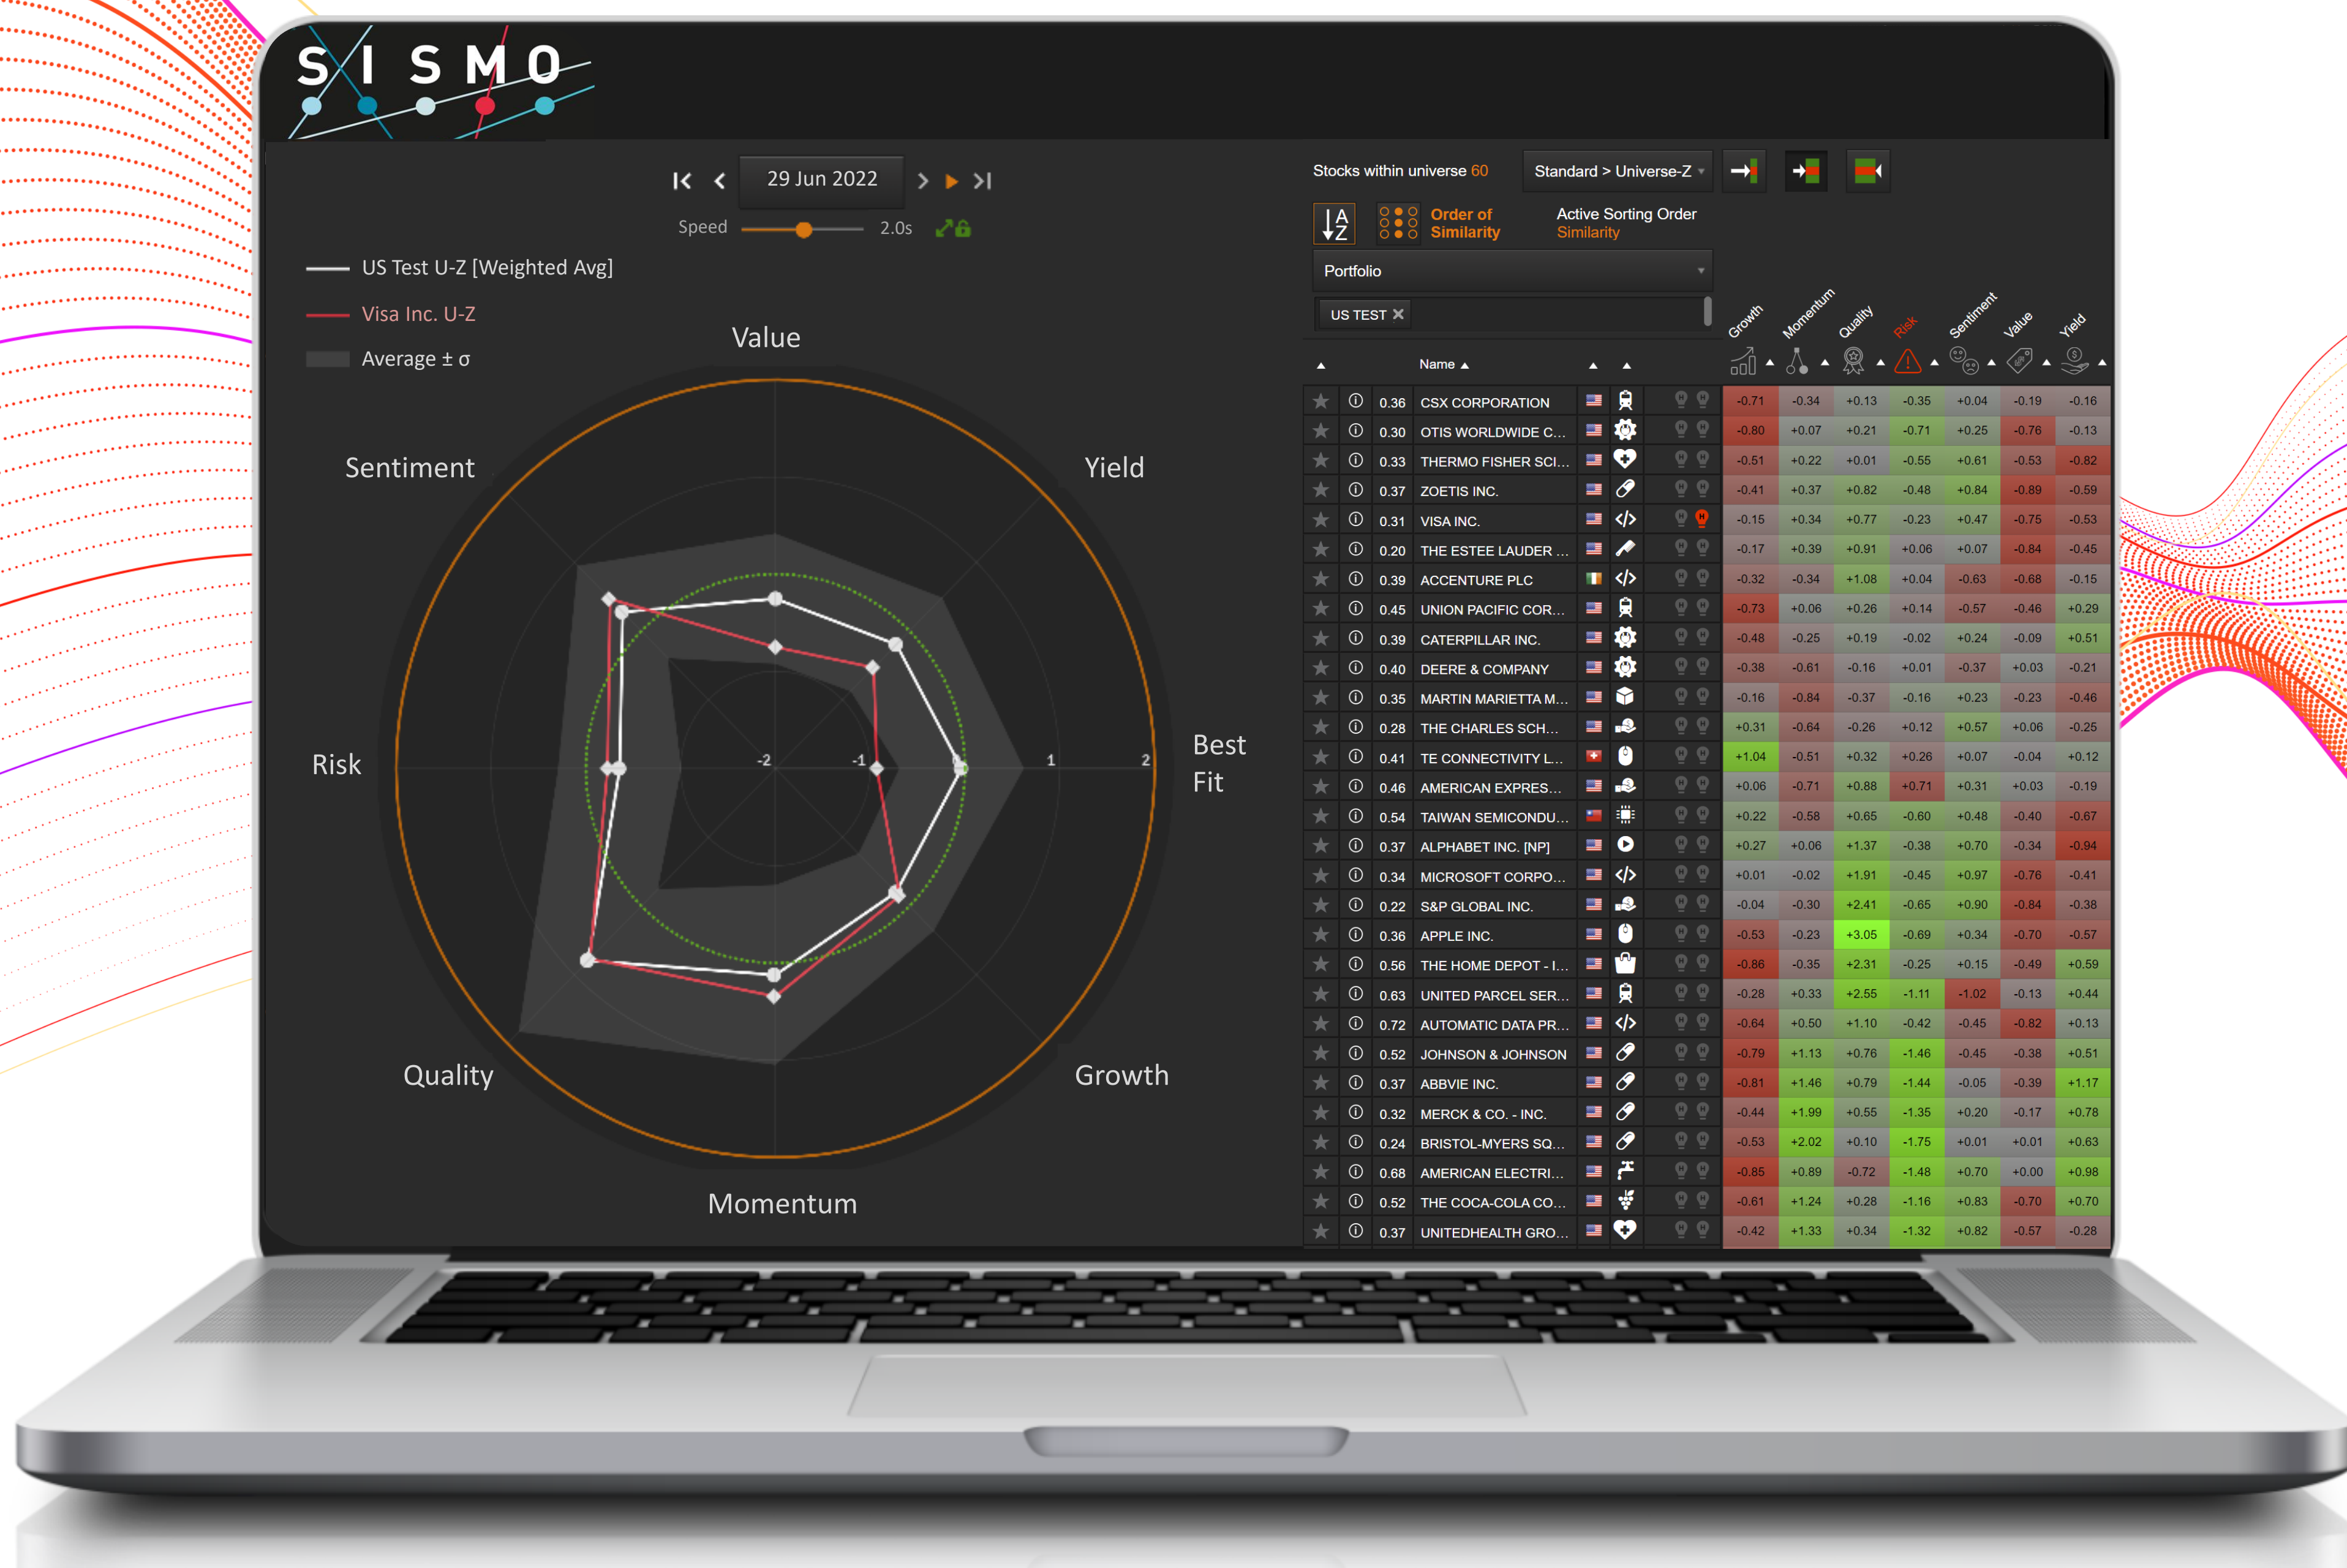 SISMO
29 Jun 2022
Speed 2.0s
US Test U-Z [Weighted Avg]
Visa Inc. U-Z
Average ± σ
Value
Sentiment
Yield
Risk
-2 -1 0 1 2
Best
Fit
Quality
Growth
Momentum
Stocks within universe 60
Standard > Universe-Z
A
Z
Order of
Similarity
Active Sorting Order
Similarity
Portfolio
US TEST
Growth Momentum Quality Risk Sentiment Value Yield
Name
0.36 CSX CORPORATION -0.71 -0.34 +0.13 -0.35 +0.04 -0.19 -0.16
0.30 OTIS WORLDWIDE C... -0.80 +0.07 +0.21 -0.71 +0.25 -0.76 -0.13
0.33 THERMO FISHER SCI... -0.51 +0.22 +0.01 -0.55 +0.61 -0.53 -0.82
0.37 ZOETIS INC. -0.41 +0.37 +0.82 -0.48 +0.84 -0.89 -0.59
0.31 VISA INC. -0.15 +0.34 +0.77 -0.23 +0.47 -0.75 -0.53
0.20 THE ESTEE LAUDER ... -0.17 +0.39 +0.91 +0.06 +0.07 -0.84 -0.45
0.39 ACCENTURE PLC -0.32 -0.34 +1.08 +0.04 -0.63 -0.68 -0.15
0.45 UNION PACIFIC COR... -0.73 +0.06 +0.26 +0.14 -0.57 -0.46 +0.29
0.39 CATERPILLAR INC. -0.48 -0.25 +0.19 -0.02 +0.24 -0.09 +0.51
0.40 DEERE & COMPANY -0.38 -0.61 -0.16 +0.01 -0.37 +0.03 -0.21
0.35 MARTIN MARIETTA M... -0.16 -0.84 -0.37 -0.16 +0.23 -0.23 -0.46
0.28 THE CHARLES SCH... +0.31 -0.64 -0.26 +0.12 +0.57 +0.06 -0.25
0.41 TE CONNECTIVITY L... +1.04 -0.51 +0.32 +0.26 +0.07 -0.04 +0.12
0.46 AMERICAN EXPRES... +0.06 -0.71 +0.88 +0.71 +0.31 +0.03 -0.19
0.54 TAIWAN SEMICONDU... +0.22 -0.58 +0.65 -0.60 +0.48 -0.40 -0.67
0.37 ALPHABET INC. [NP] +0.27 +0.06 +1.37 -0.38 +0.70 -0.34 -0.94
0.34 MICROSOFT CORPO... +0.01 -0.02 +1.91 -0.45 +0.97 -0.76 -0.41
0.22 S&P GLOBAL INC. -0.04 -0.30 +2.41 -0.65 +0.90 -0.84 -0.38
0.36 APPLE INC. -0.53 -0.23 +3.05 -0.69 +0.34 -0.70 -0.57
0.56 THE HOME DEPOT - I... -0.86 -0.35 +2.31 -0.25 +0.15 -0.49 +0.59
0.63 UNITED PARCEL SER... -0.28 +0.33 +2.55 -1.11 -1.02 -0.13 +0.44
0.72 AUTOMATIC DATA PR... -0.64 +0.50 +1.10 -0.42 -0.45 -0.82 +0.13
0.52 JOHNSON & JOHNSON -0.79 +1.13 +0.76 -1.46 -0.45 -0.38 +0.51
0.37 ABBVIE INC. -0.81 +1.46 +0.79 -1.44 -0.05 -0.39 +1.17
0.32 MERCK & CO. - INC. -0.44 +1.99 +0.55 -1.35 +0.20 -0.17 +0.78
0.24 BRISTOL-MYERS SQ... -0.53 +2.02 +0.10 -1.75 +0.01 +0.01 +0.63
0.68 AMERICAN ELECTRI... -0.85 +0.89 -0.72 -1.48 +0.70 +0.00 +0.98
0.52 THE COCA-COLA CO... -0.61 +1.24 +0.28 -1.16 +0.83 -0.70 +0.70
0.37 UNITEDHEALTH GRO... -0.42 +1.33 +0.34 -1.32 +0.82 -0.57 -0.28